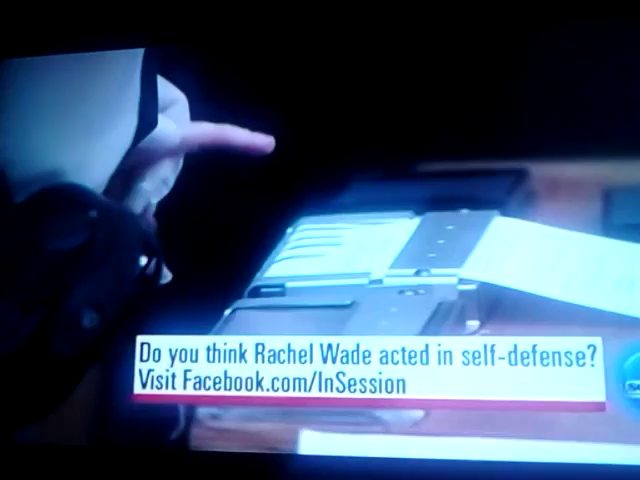 Do you think Rachel Wade acted in self-defense?
Visit Facebook.com/InSession